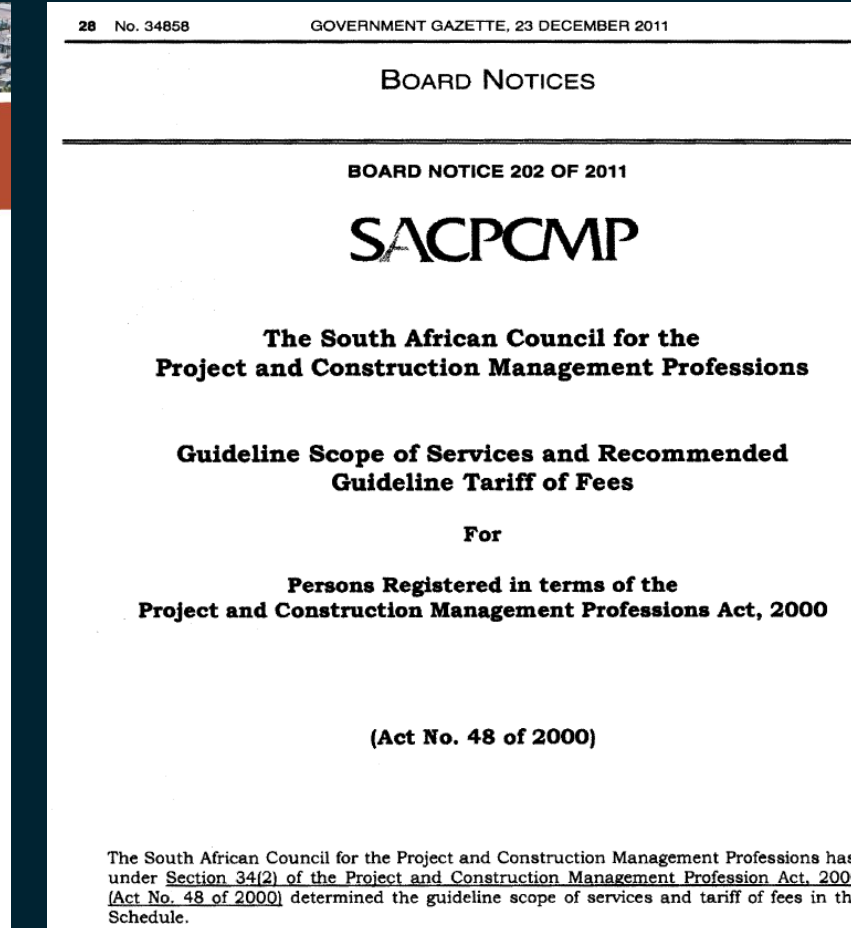 28 No. 34858 GOVERNMENT GAZETTE, 23 DECEMBER 2011
BOARD NOTICES
BOARD NOTICE 202 OF 2011
SACPCMP
The South African Council for the
Project and Construction Management Professions
Guideline Scope of Services and Recommended
Guideline Tariff of Fees
For
Persons Registered in terms of the
Project and Construction Management Professions Act, 2000
(Act No. 48 of 2000)
The South African Council for the Project and Construction Management Professions has
under Section 34(2) of the Project and Construction Management Profession Act, 200
(Act No. 48 of 2000) determined the guideline scope of services and tariff of fees in th
Schedule.